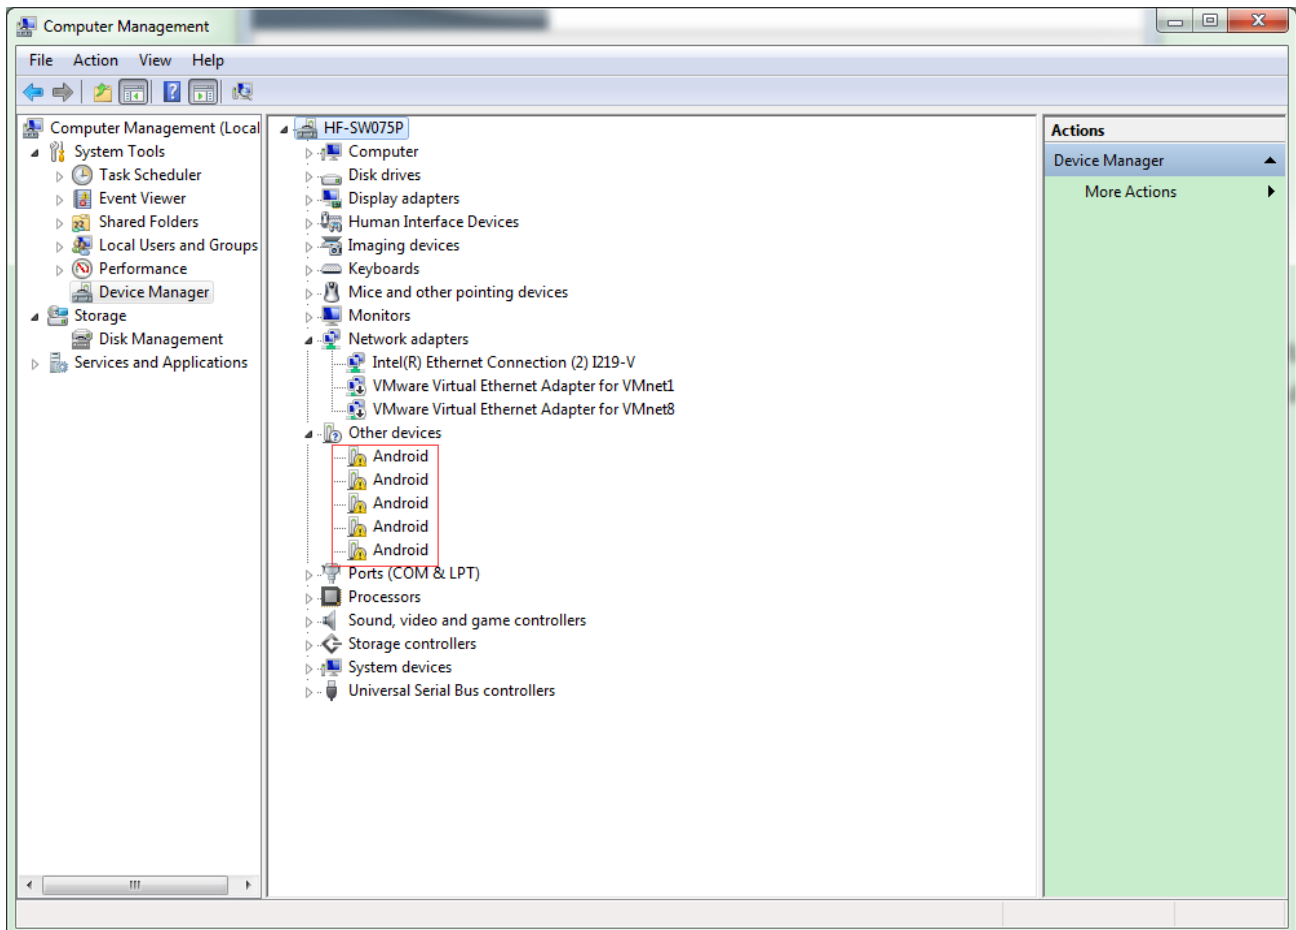 Computer Management
File Action View Help
Computer Management (Local
System Tools
Task Scheduler
Event Viewer
Shared Folders
Local Users and Groups
Performance
Device Manager
Storage
Disk Management
Services and Applications
HF-SW075P
Computer
Disk drives
Display adapters
Human Interface Devices
Imaging devices
Keyboards
Mice and other pointing devices
Monitors
Network adapters
Intel(R) Ethernet Connection (2) I219-V
VMware Virtual Ethernet Adapter for VMnet1
VMware Virtual Ethernet Adapter for VMnet8
Other devices
Android
Android
Android
Android
Android
Ports (COM & LPT)
Processors
Sound, video and game controllers
Storage controllers
System devices
Universal Serial Bus controllers
Actions
Device Manager
More Actions